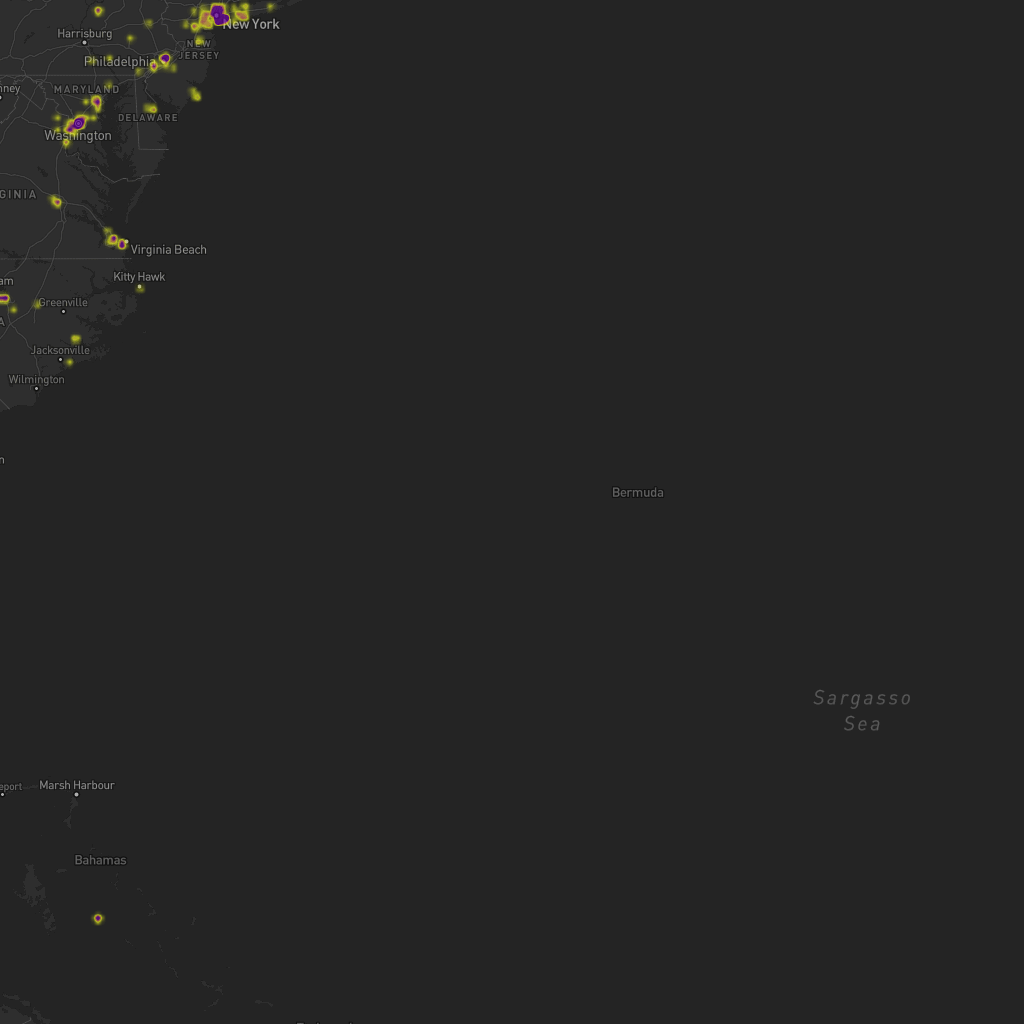 New York
Harrisburg
NEW
JERSEY
Philadelphia
MARYLAND
DELAWARE
Washington
Virginia Beach
Kitty Hawk
Greenville
Jacksonville
Wilmington
Bermuda
Sargasso
Sea
Marsh Harbour
Bahamas